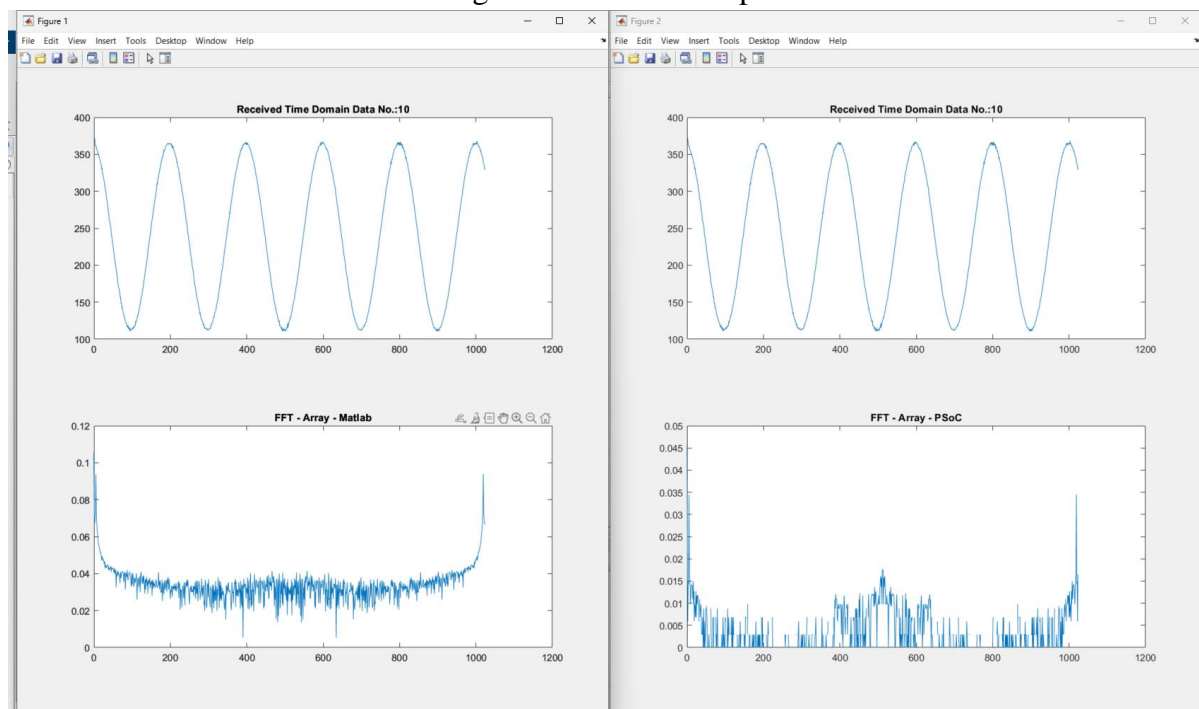 Figure 1
File Edit View Insert Tools Desktop Window Help
Received Time Domain Data No.:10
400
350
300
250
200
150
100
0 200 400 600 800 1000 1200
FFT - Array - Matlab
0.12
0.1
0.08
0.06
0.04
0.02
0
0 200 400 600 800 1000 1200
Figure 2
File Edit View Insert Tools Desktop Window Help
Received Time Domain Data No.:10
400
350
300
250
200
150
100
0 200 400 600 800 1000 1200
FFT - Array - PSoC
0.05
0.045
0.04
0.035
0.03
0.025
0.02
0.015
0.01
0.005
0
0 200 400 600 800 1000 1200